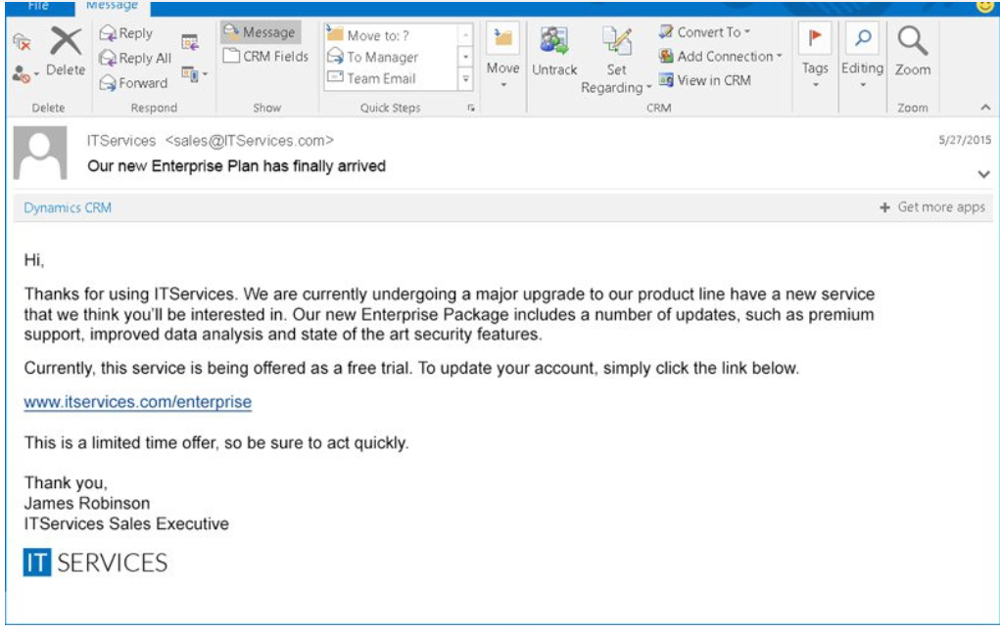 File Message
Reply Message Move to: ? Convert To
Reply All CRM Fields To Manager Add Connection
Delete Forward Team Email Move Untrack Set Regarding View in CRM Tags Editing Zoom
Delete Respond Show Quick Steps CRM Zoom
ITServices <sales@ITServices.com> 5/27/2015
Our new Enterprise Plan has finally arrived
Dynamics CRM + Get more apps
Hi,
Thanks for using ITServices. We are currently undergoing a major upgrade to our product line have a new service
that we think you'll be interested in. Our new Enterprise Package includes a number of updates, such as premium
support, improved data analysis and state of the art security features.
Currently, this service is being offered as a free trial. To update your account, simply click the link below.
www.itservices.com/enterprise
This is a limited time offer, so be sure to act quickly.
Thank you,
James Robinson
ITServices Sales Executive
IT SERVICES